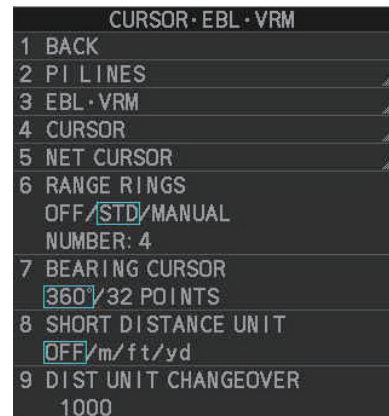 CURSOR･EBL･VRM
1 BACK
2 PI LINES
3 EBL･VRM
4 CURSOR
5 NET CURSOR
6 RANGE RINGS
OFF/STD/MANUAL
NUMBER: 4
7 BEARING CURSOR
360°/32 POINTS
8 SHORT DISTANCE UNIT
OFF/m/ft/yd
9 DIST UNIT CHANGEOVER
1000